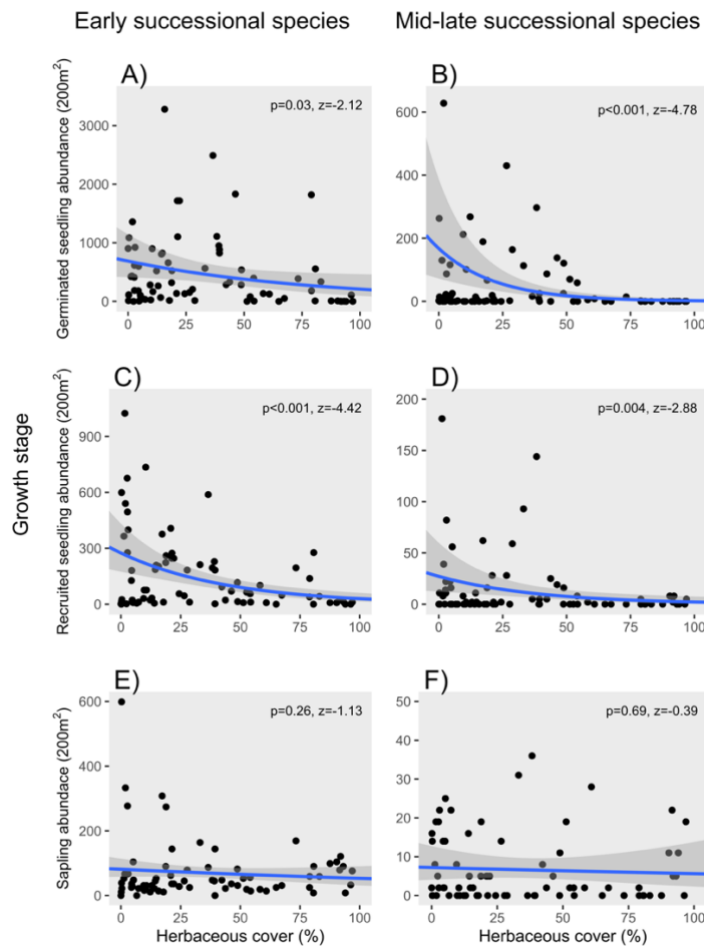 Early successional species
Mid-late successional species
Growth stage
A)
p=0.03, z=-2.12
Germinated seedling abundance (200m²)
3000
2000
1000
0
0 25 50 75 100
B)
p<0.001, z=-4.78
600
400
200
0
0 25 50 75 100
C)
p<0.001, z=-4.42
Recruited seedling abundance (200m²)
900
600
300
0
0 25 50 75 100
D)
p=0.004, z=-2.88
200
150
100
50
0
0 25 50 75 100
E)
p=0.26, z=-1.13
Sapling abundace (200m²)
600
400
200
0
0 25 50 75 100
Herbaceous cover (%)
F)
p=0.69, z=-0.39
50
40
30
20
10
0
0 25 50 75 100
Herbaceous cover (%)